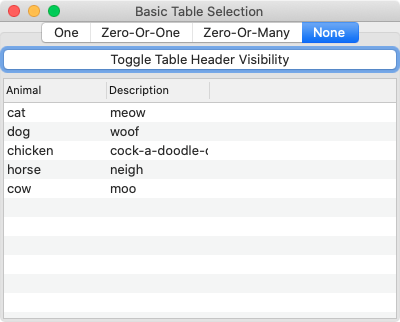 Basic Table Selection
One Zero-Or-One Zero-Or-Many None
Toggle Table Header Visibility
Animal Description
cat meow
dog woof
chicken cock-a-doodle-
horse neigh
cow moo